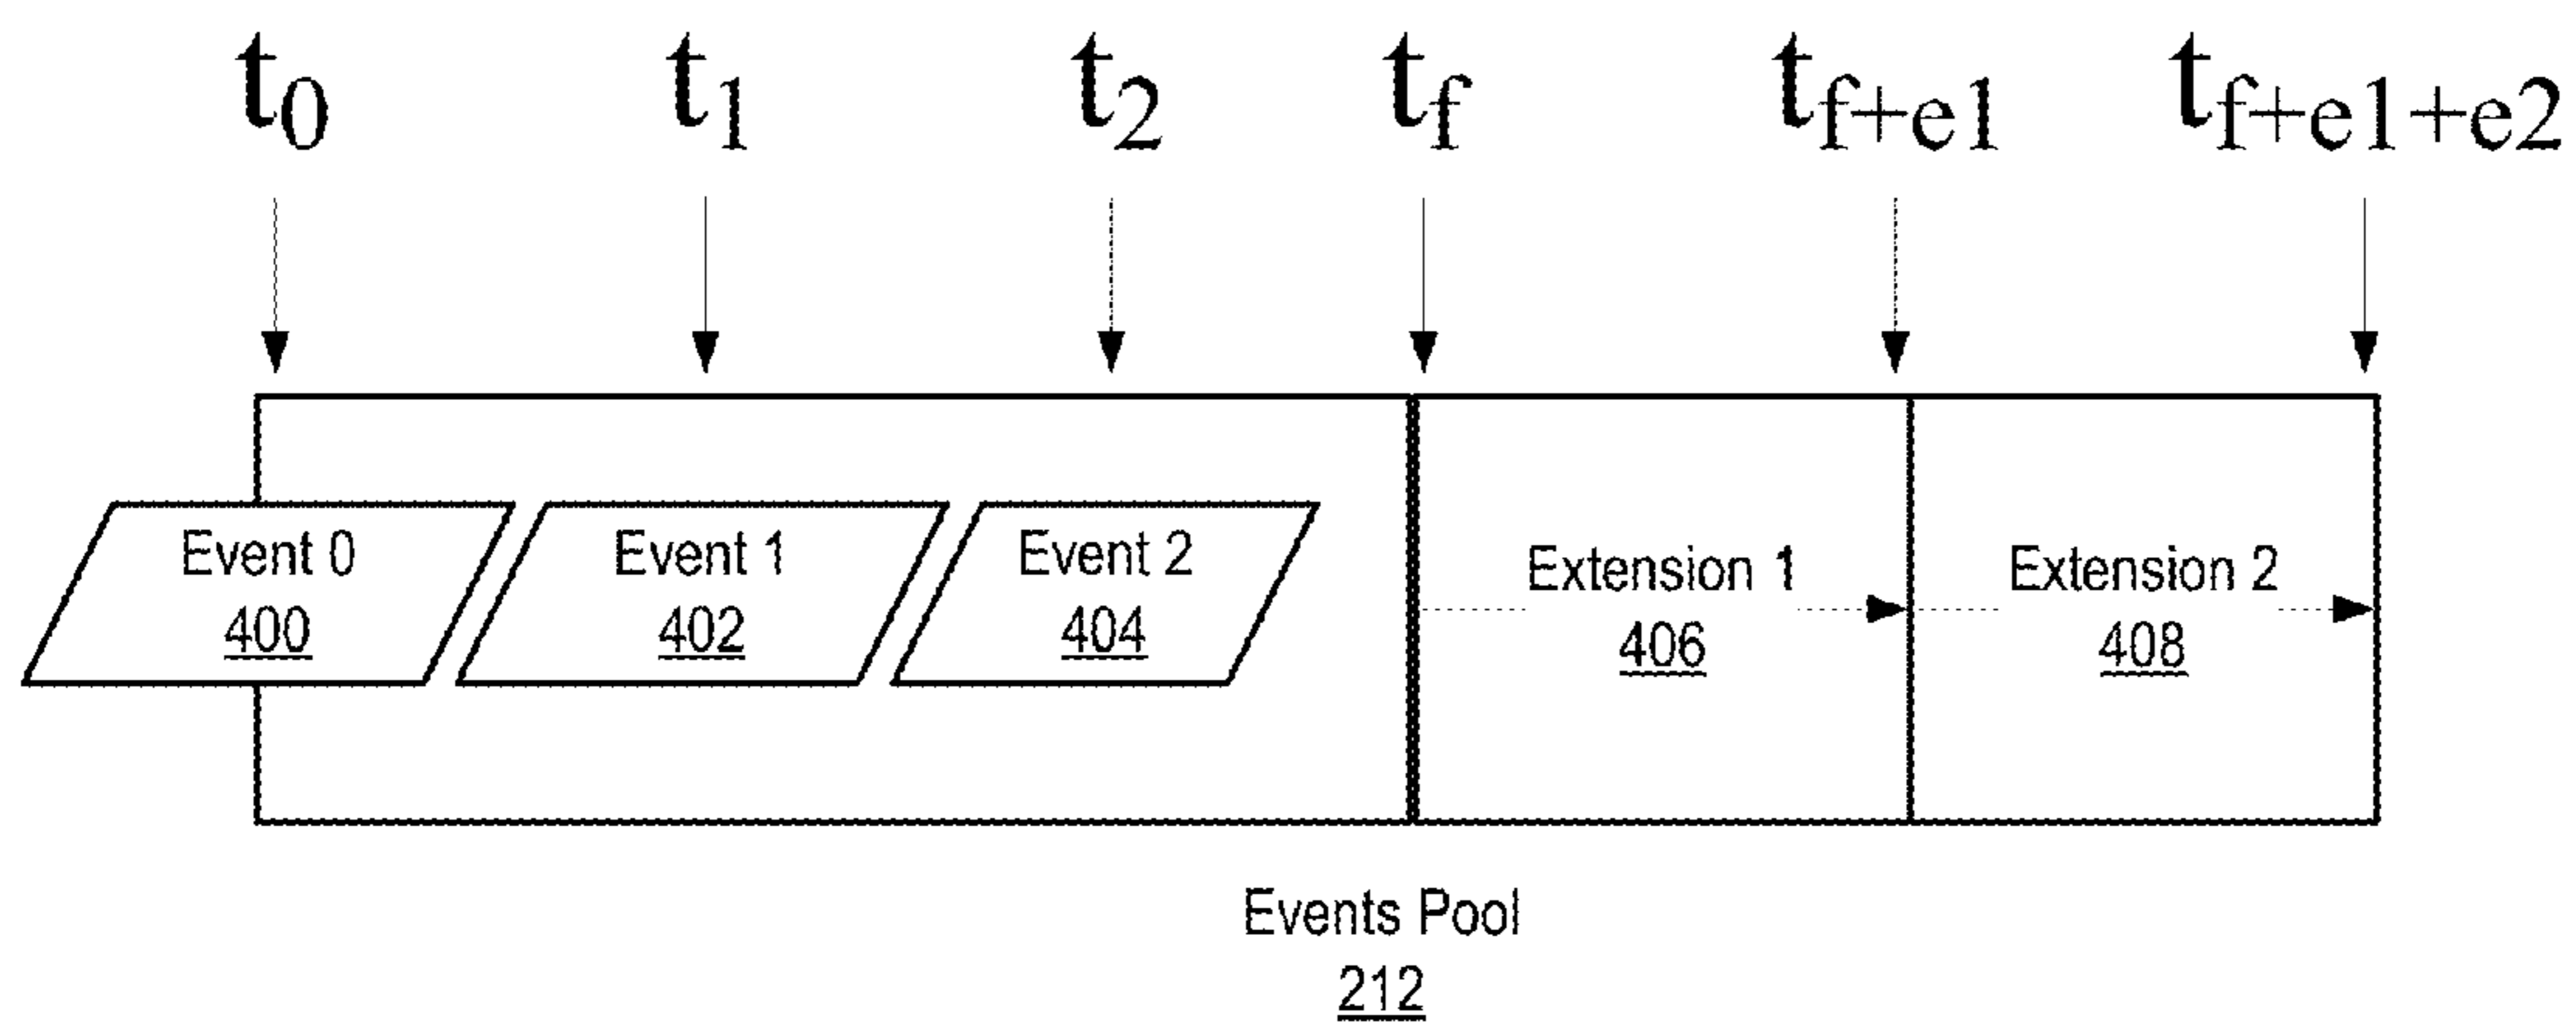 t0 t1 t2 tf tf+e1 tf+e1+e2
Event 0
400
Event 1
402
Event 2
404
Extension 1
406
Extension 2
408
Events Pool
212